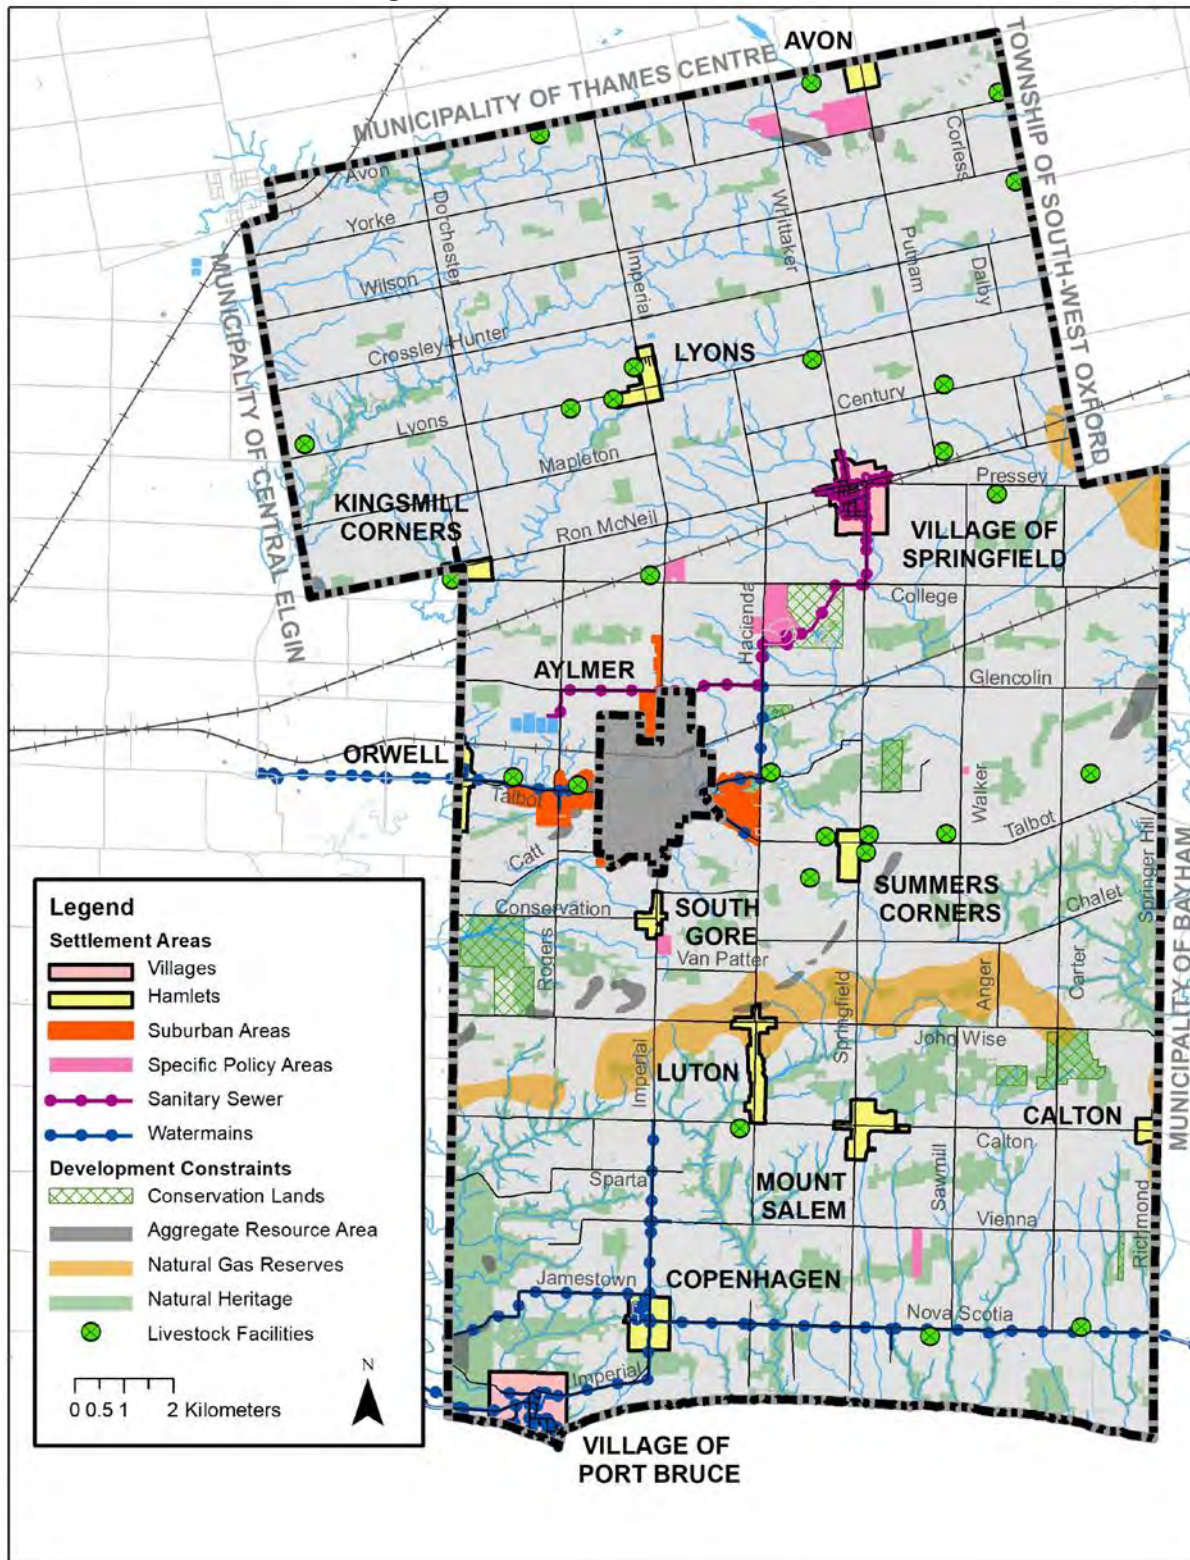 AVON
MUNICIPALITY OF THAMES CENTRE
TOWNSHIP OF SOUTH-WEST OXFORD
Avon
Corless
Yorke
Dorchester
Whittaker
Putnam
Imperial
Dalby
Wilson
MUNICIPALITY OF CENTRAL ELGIN
Crossley-Hunter
LYONS
Century
Lyons
Mapleton
Pressey
KINGSMILL
CORNERS
Ron McNeil
VILLAGE OF
SPRINGFIELD
College
Hacienda
AYLMER
Glencolin
ORWELL
Talbot
Walker
Talbot
Springer Hill
Catt
SUMMERS
CORNERS
Chalet
MUNICIPALITY OF BAYHAM
Conservation
SOUTH
GORE
Rogers
Van Patter
Anger
Carter
Springfield
John Wise
Imperial
LUTON
CALTON
Calton
Sparta
MOUNT
SALEM
Sawmill
Vienna
Richmond
Jamestown
COPENHAGEN
Nova Scotia
Imperial
VILLAGE OF
PORT BRUCE
Legend
Settlement Areas
Villages
Hamlets
Suburban Areas
Specific Policy Areas
Sanitary Sewer
Watermains
Development Constraints
Conservation Lands
Aggregate Resource Area
Natural Gas Reserves
Natural Heritage
Livestock Facilities
N
0 0.5 1 2 Kilometers